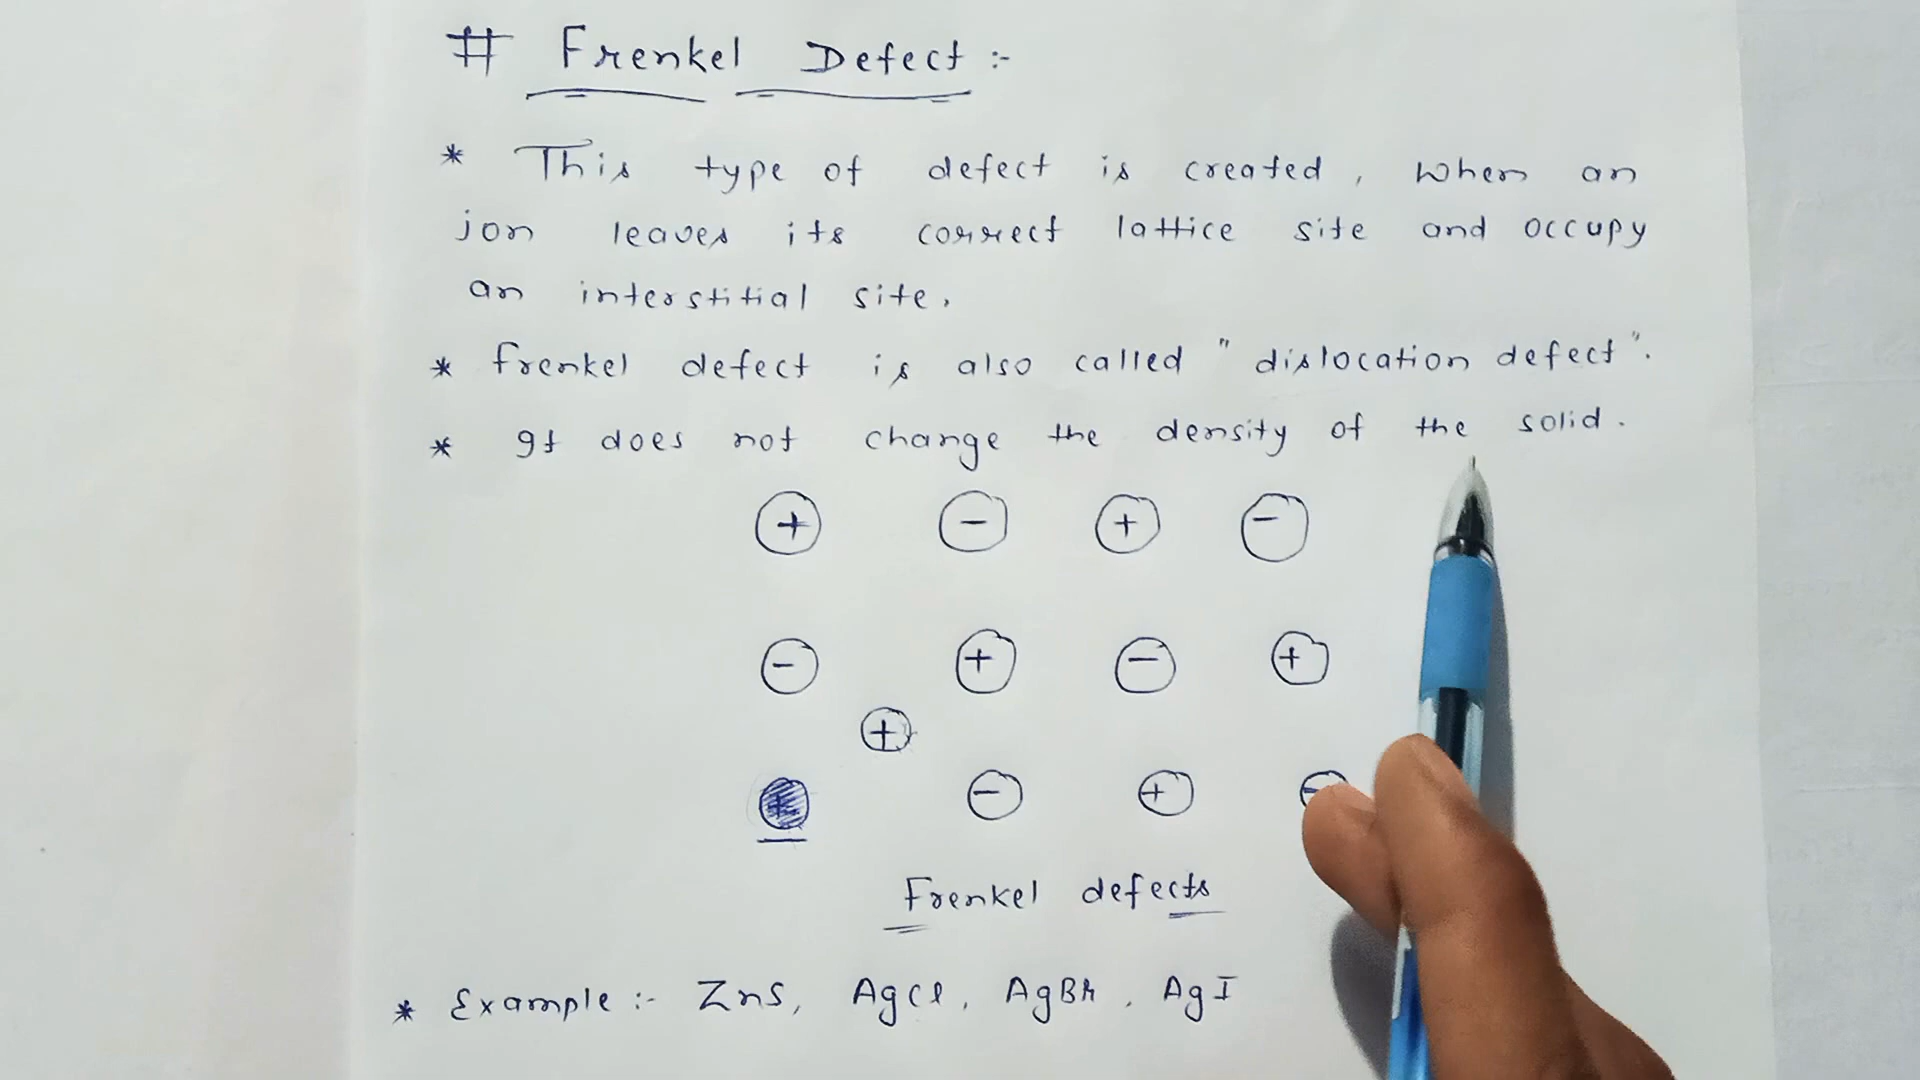 # Frenkel Defect :-
* This type of defect is created, when an
ion leaves its correct lattice site and occupy
an interstitial site.
* frenkel defect is also called "dislocation defect".
* It does not change the density of the solid.
+ - + -
- + - +
+
+ - + -
Frenkel defects
* Example :- ZnS, AgCl, AgBr, AgI